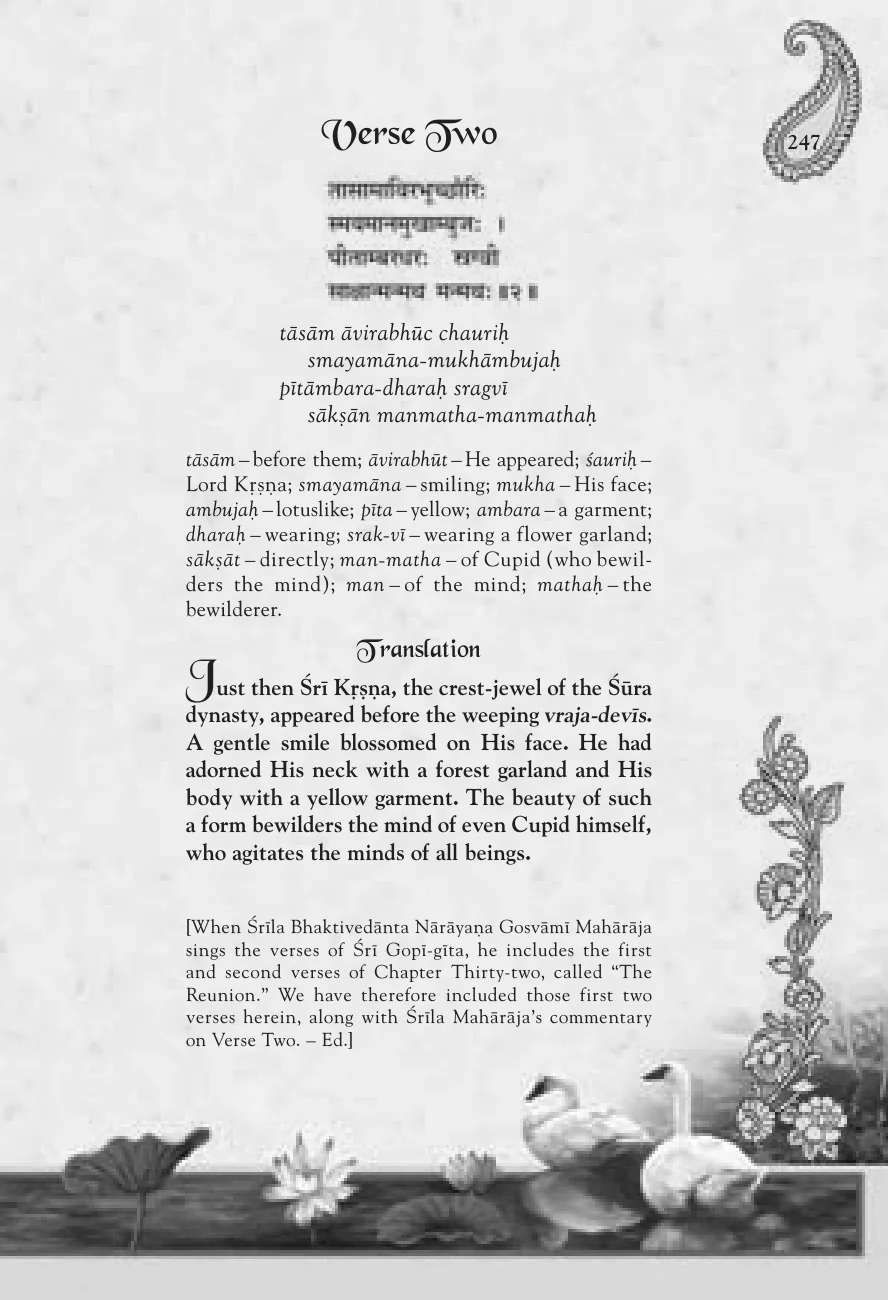 247
Verse Two
तासामाविरभूच्छौरिः
स्मयमानमुखाम्बुजः ।
पीताम्बरधरः स्रग्वी
साक्षान्मन्मथ मन्मथः ॥२॥
tāsām āvirabhūc chauriḥ
smayamāna-mukhāmbujaḥ
pītāmbara-dharaḥ sragvī
sākṣān manmatha-manmathaḥ
tāsām – before them; āvirabhūt – He appeared; śauriḥ –
Lord Kṛṣṇa; smayamāna – smiling; mukha – His face;
ambujaḥ – lotuslike; pīta – yellow; ambara – a garment;
dharaḥ – wearing; srak-vī – wearing a flower garland;
sākṣāt – directly; man-matha – of Cupid (who bewil-
ders the mind); man – of the mind; mathaḥ – the
bewilderer.
Translation
Just then Śrī Kṛṣṇa, the crest-jewel of the Śūra
dynasty, appeared before the weeping vraja-devīs.
A gentle smile blossomed on His face. He had
adorned His neck with a forest garland and His
body with a yellow garment. The beauty of such
a form bewilders the mind of even Cupid himself,
who agitates the minds of all beings.
[When Śrīla Bhaktivedānta Nārāyaṇa Gosvāmī Mahārāja
sings the verses of Śrī Gopī-gīta, he includes the first
and second verses of Chapter Thirty-two, called “The
Reunion.” We have therefore included those first two
verses herein, along with Śrīla Mahārāja’s commentary
on Verse Two. – Ed.]